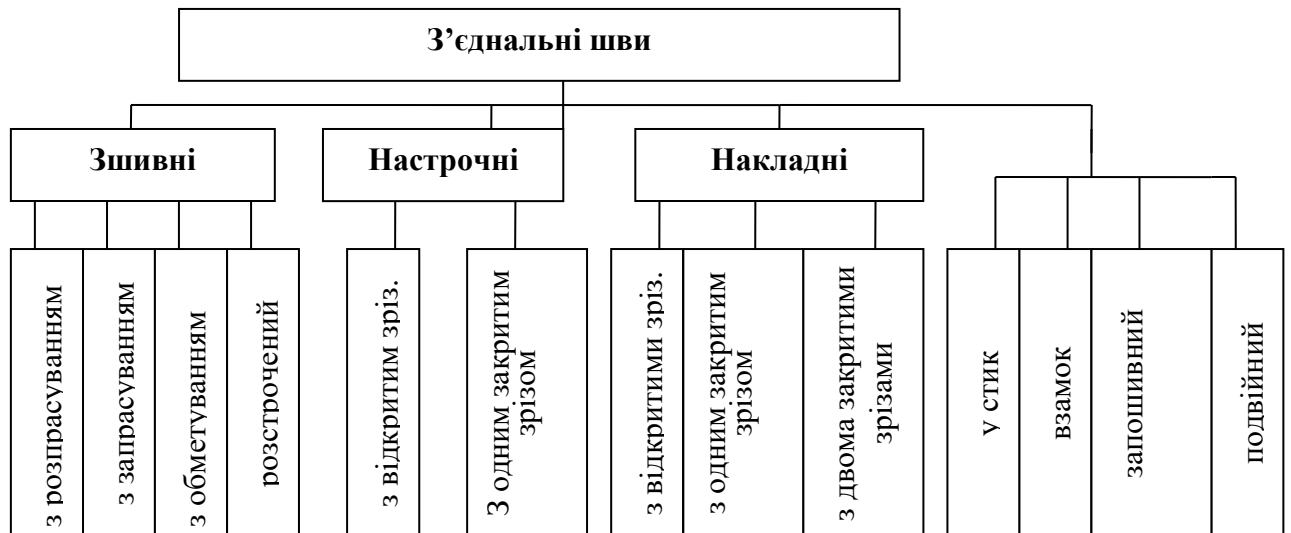 З’єднальні шви
Зшивні
Настрочні
Накладні
з розпрасуванням
з запрасуванням
з обметуванням
розстрочений
з відкритим зріз.
З одним закритим
зрізом
з відкритими зріз.
з одним закритим
зрізом
з двома закритими
зрізами
у стик
взамок
запошивний
подвійний